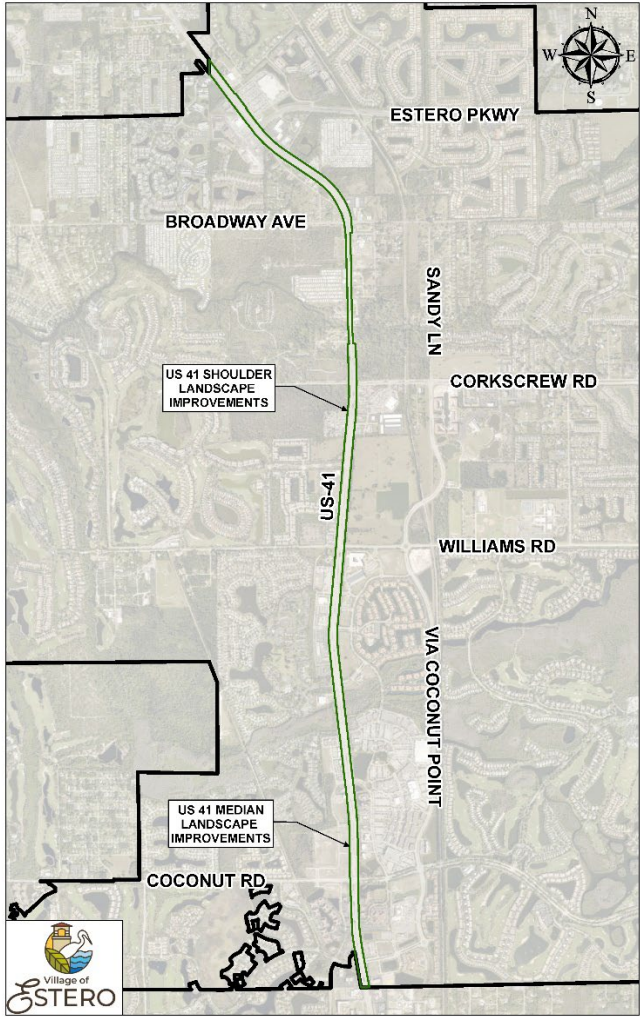 N
W E
S
ESTERO PKWY
BROADWAY AVE
SANDY LN
US 41 SHOULDER
LANDSCAPE
IMPROVEMENTS
CORKSCREW RD
US-41
WILLIAMS RD
VIA COCONUT POINT
US 41 MEDIAN
LANDSCAPE
IMPROVEMENTS
COCONUT RD
Village of
ESTERO